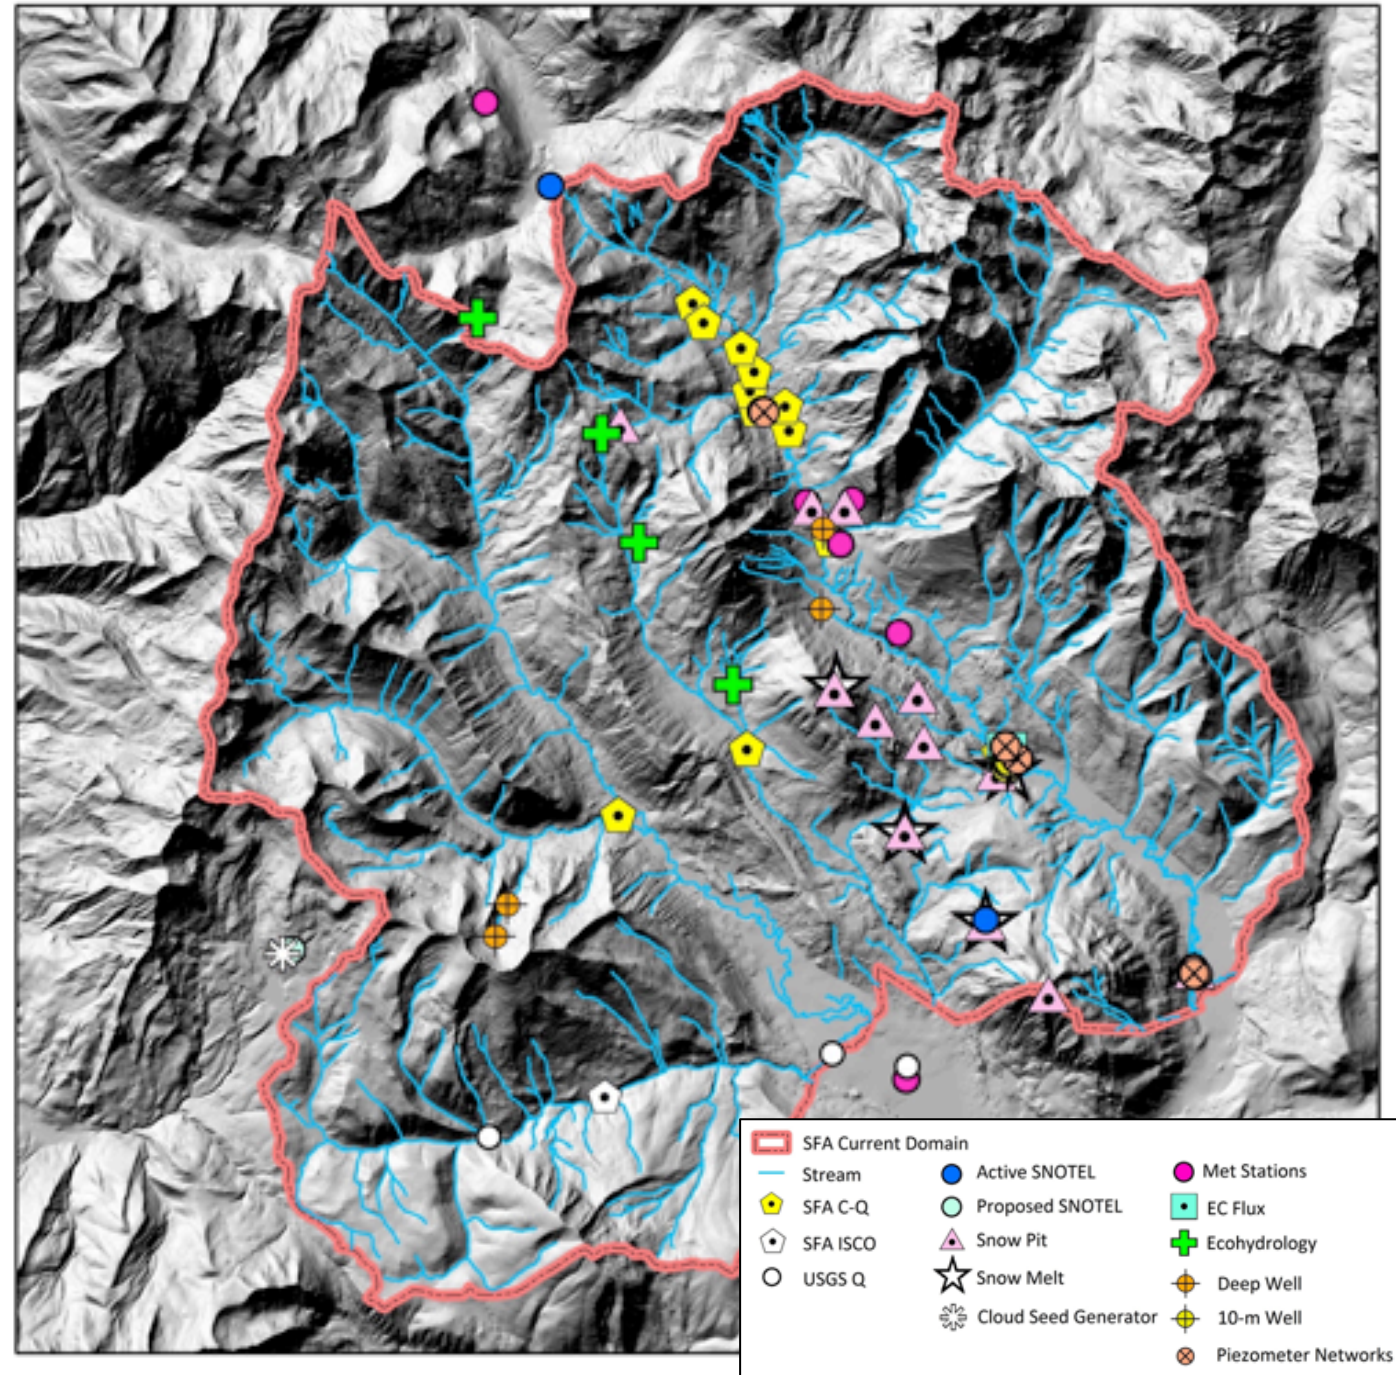 SFA Current Domain
Stream
Active SNOTEL
Met Stations
SFA C-Q
Proposed SNOTEL
EC Flux
SFA ISCO
Snow Pit
Ecohydrology
USGS Q
Snow Melt
Deep Well
Cloud Seed Generator
10-m Well
Piezometer Networks